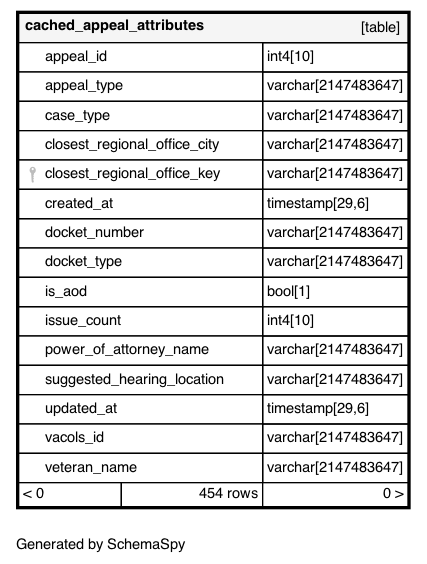 cached_appeal_attributes [table]
appeal_id int4[10]
appeal_type varchar[2147483647]
case_type varchar[2147483647]
closest_regional_office_city varchar[2147483647]
closest_regional_office_key varchar[2147483647]
created_at timestamp[29,6]
docket_number varchar[2147483647]
docket_type varchar[2147483647]
is_aod bool[1]
issue_count int4[10]
power_of_attorney_name varchar[2147483647]
suggested_hearing_location varchar[2147483647]
updated_at timestamp[29,6]
vacols_id varchar[2147483647]
veteran_name varchar[2147483647]
< 0 454 rows 0 >
Generated by SchemaSpy